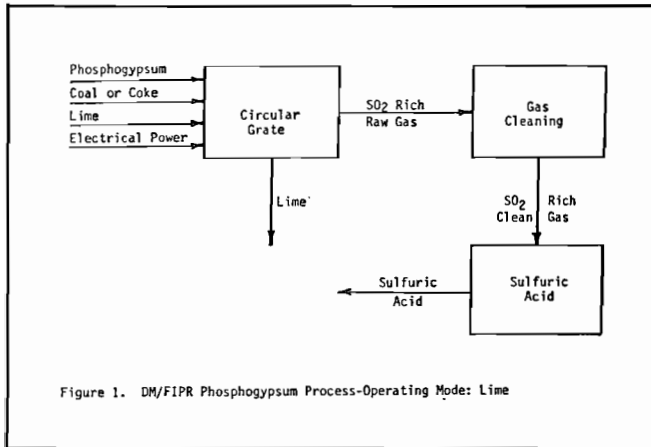 Phosphogypsum
Coal or Coke
Lime
Electrical Power
Circular
Grate
SO2 Rich
Raw Gas
Gas
Cleaning
Lime
SO2 Rich
Clean Gas
Sulfuric
Acid
Sulfuric
Acid
Figure 1. DM/FIPR Phosphogypsum Process-Operating Mode: Lime